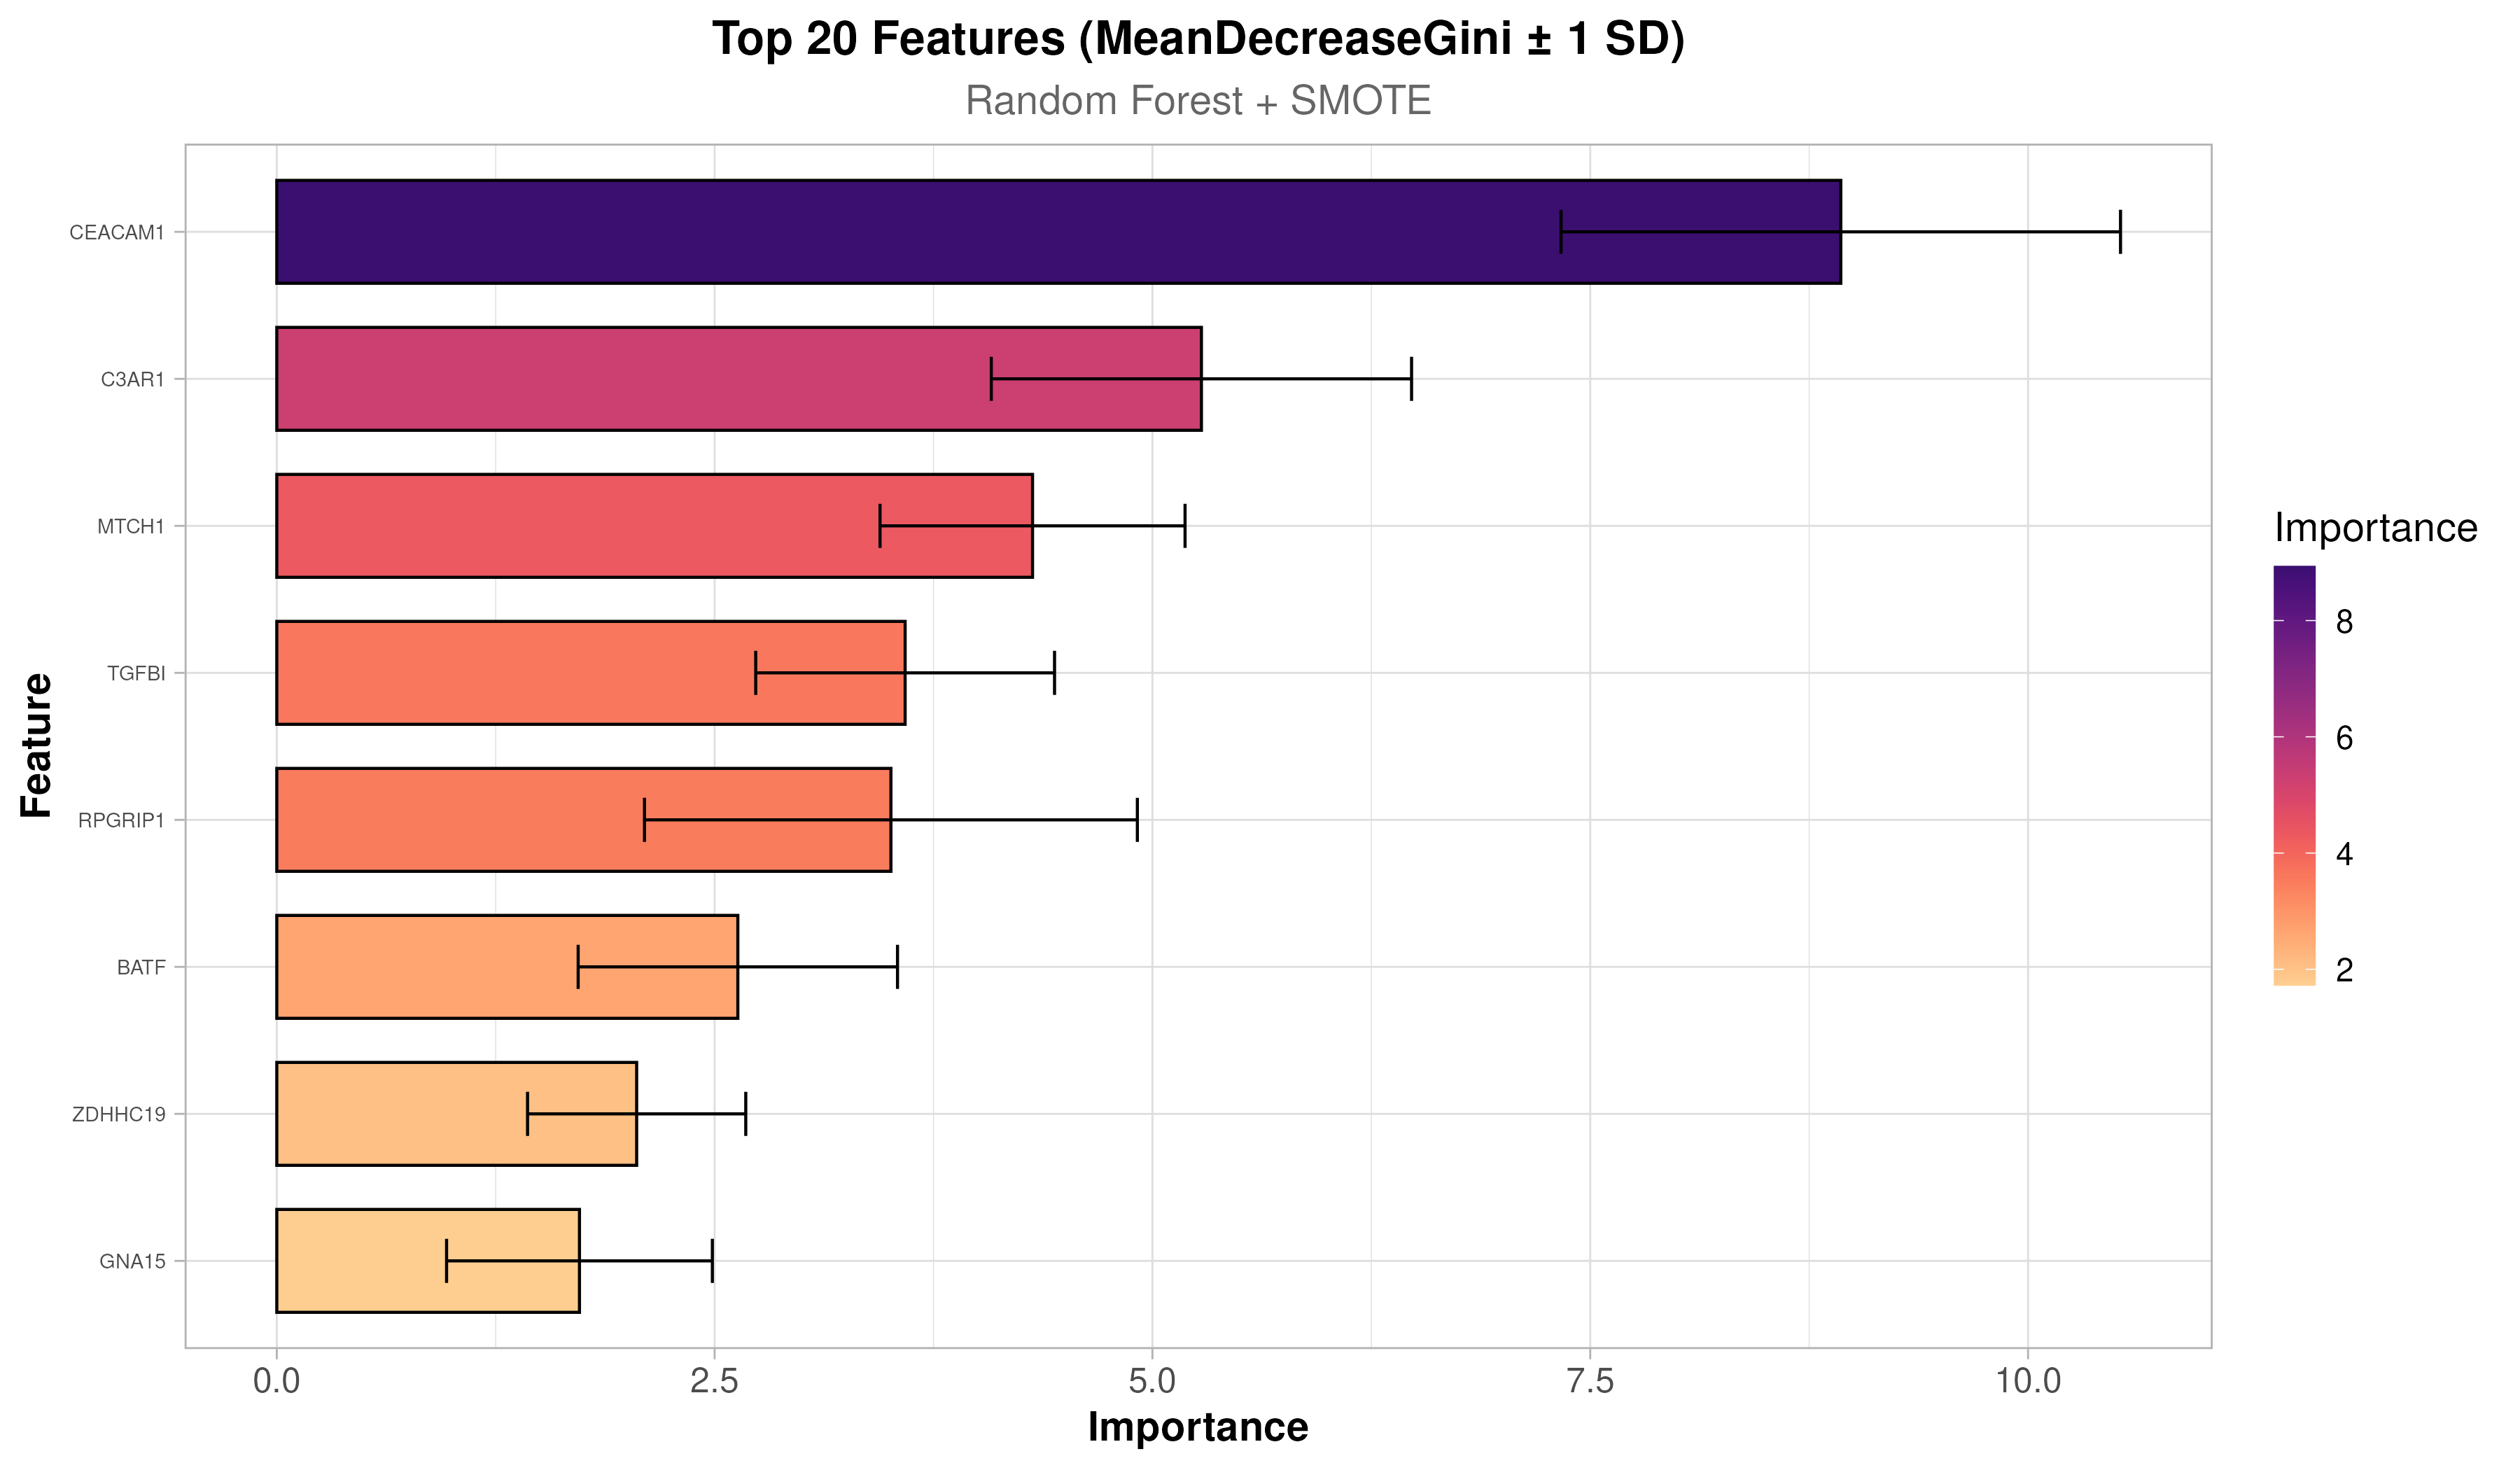 Top 20 Features (MeanDecreaseGini ± 1 SD)
Random Forest + SMOTE
Feature
CEACAM1
C3AR1
MTCH1
TGFBI
RPGRIP1
BATF
ZDHHC19
GNA15
0.0 2.5 5.0 7.5 10.0
Importance
Importance
8
6
4
2